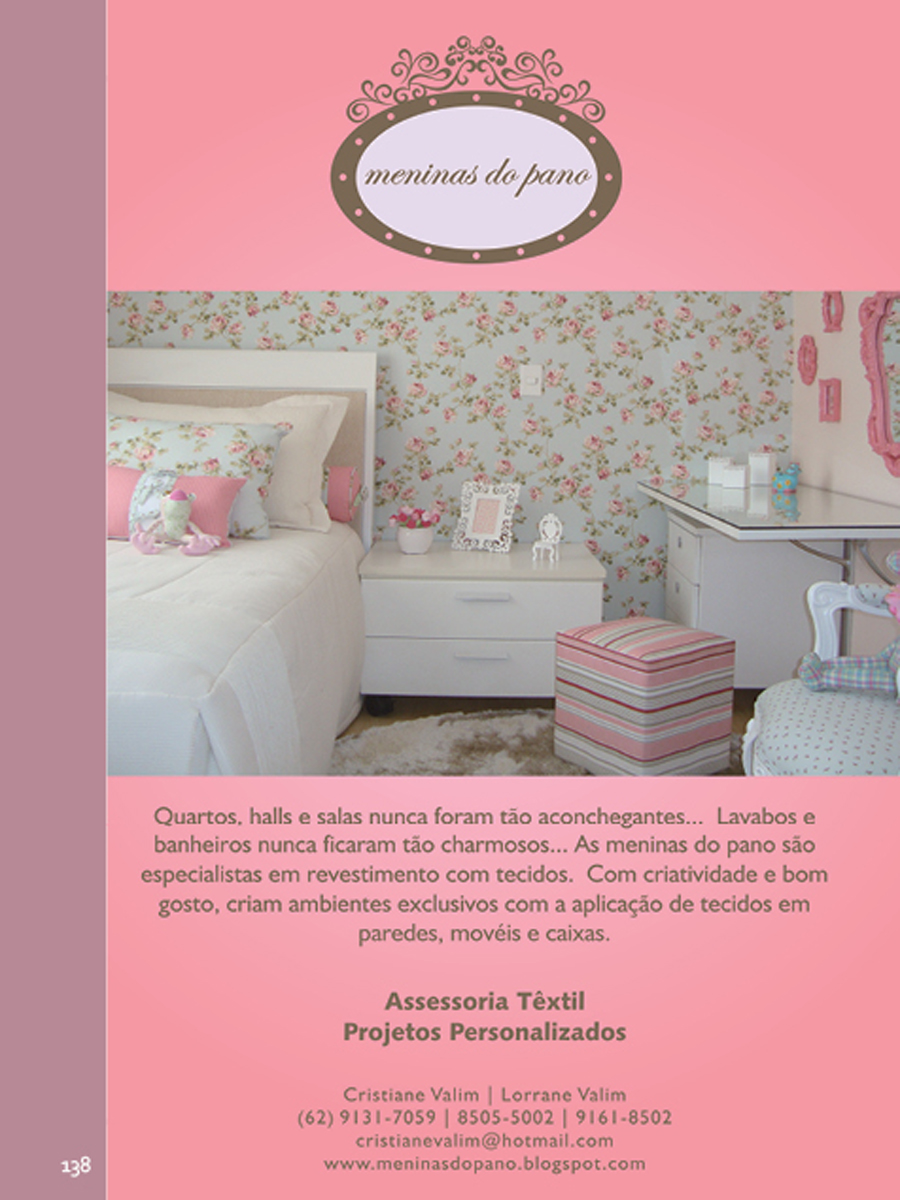 meninas do pano
Quartos, halls e salas nunca foram tão aconchegantes... Lavabos e
banheiros nunca ficaram tão charmosos... As meninas do pano são
especialistas em revestimento com tecidos. Com criatividade e bom
gosto, criam ambientes exclusivos com a aplicação de tecidos em
paredes, movéis e caixas.
Assessoria Têxtil
Projetos Personalizados
Cristiane Valim | Lorrane Valim
(62) 9131-7059 | 8505-5002 | 9161-8502
cristianevalim@hotmail.com
www.meninasdopano.blogspot.com
138